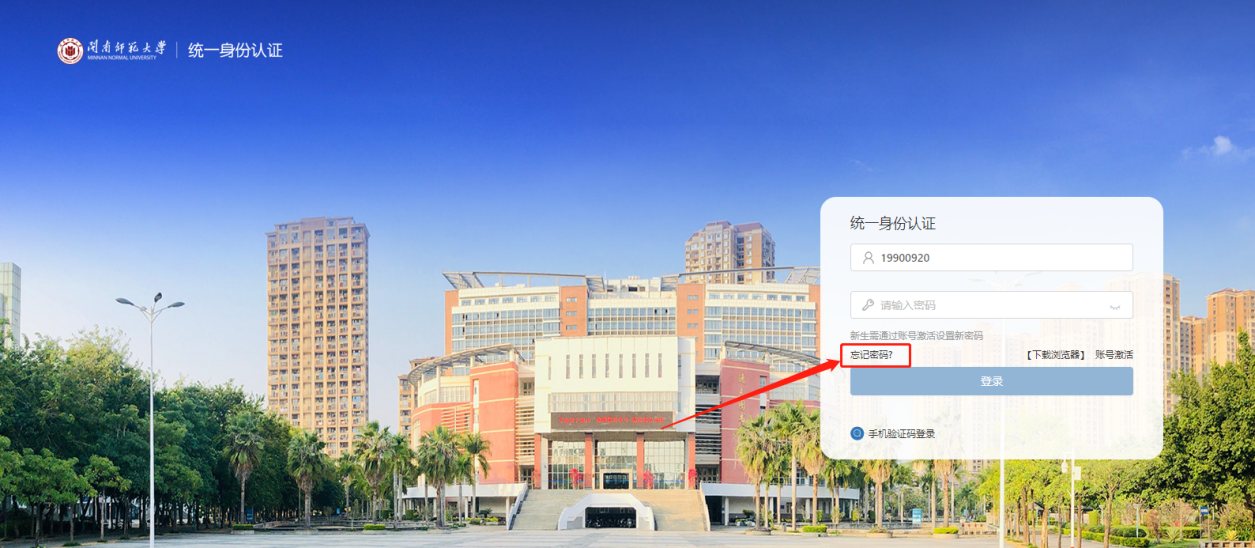 闽南师范大学
MINNAN NORMAL UNIVERSITY
统一身份认证
统一身份认证
19900920
请输入密码
新生需通过账号激活设置新密码
忘记密码?
【下载浏览器】 账号激活
登录
手机验证码登录